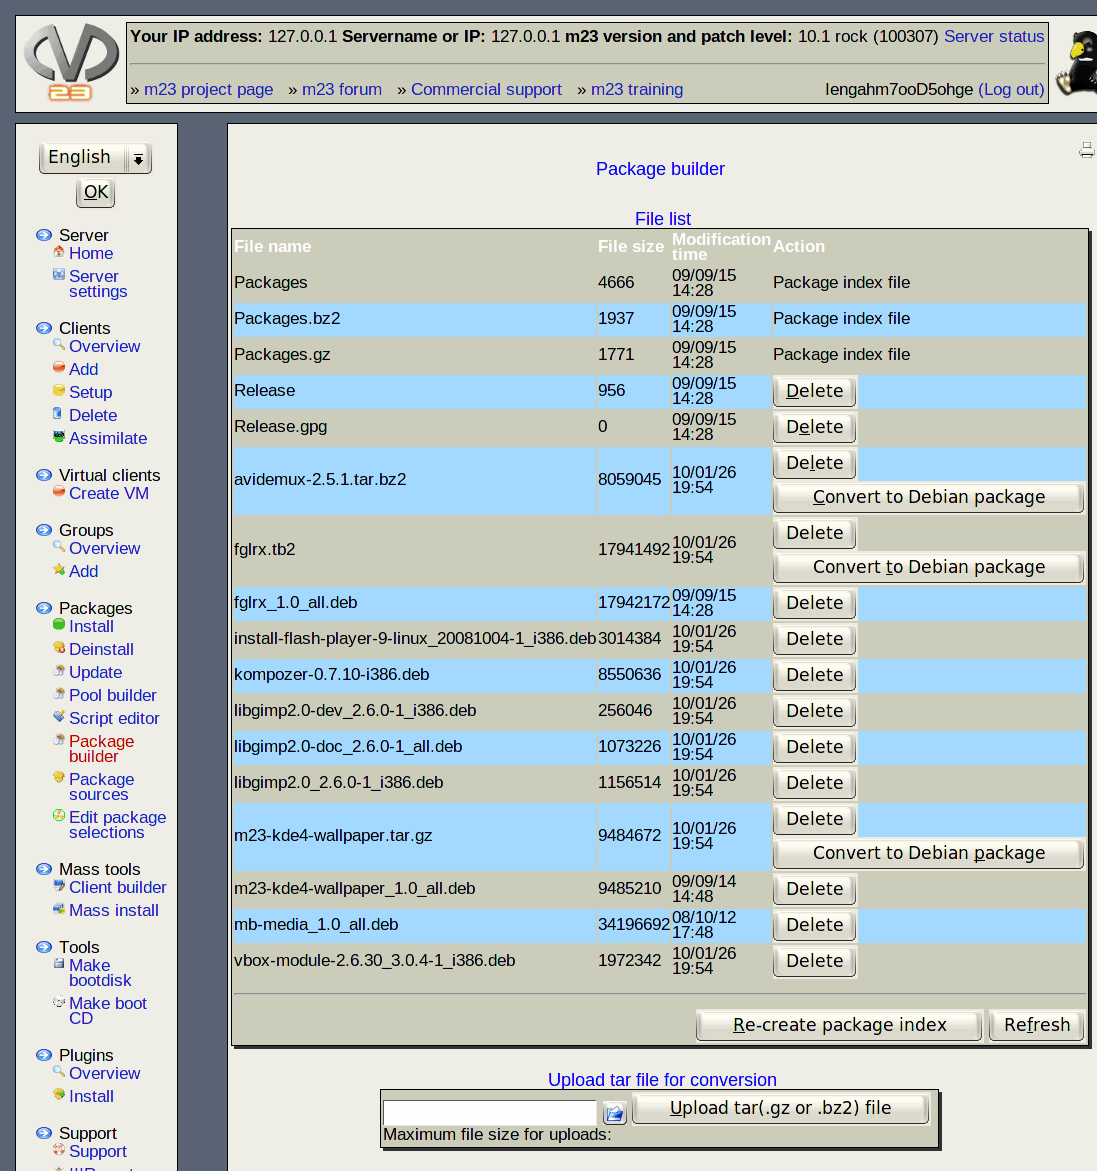 Your IP address: 127.0.0.1 Servername or IP: 127.0.0.1 m23 version and patch level: 10.1 rock (100307) Server status
» m23 project page » m23 forum » Commercial support » m23 training Iengahm7ooD5ohge (Log out)
23
English
OK
Server
Home
Server
settings
Clients
Overview
Add
Setup
Delete
Assimilate
Virtual clients
Create VM
Groups
Overview
Add
Packages
Install
Deinstall
Update
Pool builder
Script editor
Package
builder
Package
sources
Edit package
selections
Mass tools
Client builder
Mass install
Tools
Make
bootdisk
Make boot
CD
Plugins
Overview
Install
Support
Support
Package builder
File list
File name File size Modification time Action
Packages 4666 09/09/15 14:28 Package index file
Packages.bz2 1937 09/09/15 14:28 Package index file
Packages.gz 1771 09/09/15 14:28 Package index file
Release 956 09/09/15 14:28 Delete
Release.gpg 0 09/09/15 14:28 Delete
avidemux-2.5.1.tar.bz2 8059045 10/01/26 19:54 Delete
Convert to Debian package
fglrx.tb2 17941492 10/01/26 19:54 Delete
Convert to Debian package
fglrx_1.0_all.deb 17942172 09/09/15 14:28 Delete
install-flash-player-9-linux_20081004-1_i386.deb 3014384 10/01/26 19:54 Delete
kompozer-0.7.10-i386.deb 8550636 10/01/26 19:54 Delete
libgimp2.0-dev_2.6.0-1_i386.deb 256046 10/01/26 19:54 Delete
libgimp2.0-doc_2.6.0-1_all.deb 1073226 10/01/26 19:54 Delete
libgimp2.0_2.6.0-1_i386.deb 1156514 10/01/26 19:54 Delete
m23-kde4-wallpaper.tar.gz 9484672 10/01/26 19:54 Delete
Convert to Debian package
m23-kde4-wallpaper_1.0_all.deb 9485210 09/09/14 14:48 Delete
mb-media_1.0_all.deb 34196692 08/10/12 17:48 Delete
vbox-module-2.6.30_3.0.4-1_i386.deb 1972342 10/01/26 19:54 Delete
Re-create package index Refresh
Upload tar file for conversion
Upload tar(.gz or .bz2) file
Maximum file size for uploads: